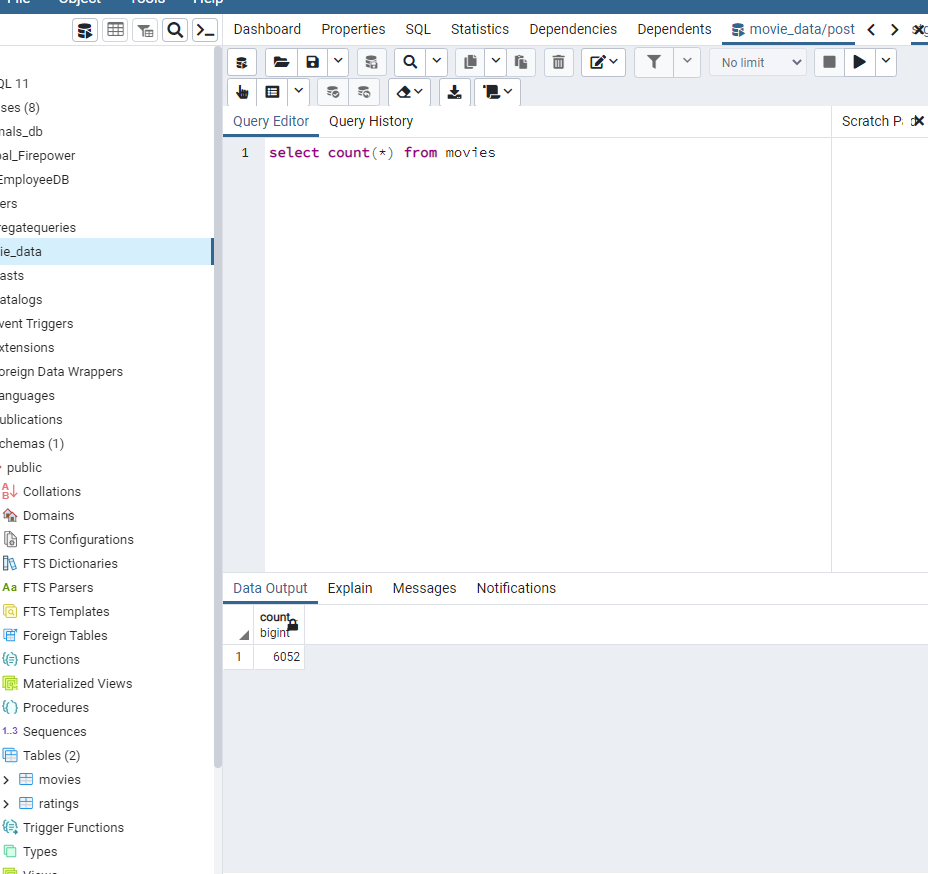 File Object Tools Help
Dashboard Properties SQL Statistics Dependencies Dependents movie_data/post
No limit
QL 11
ses (8)
mals_db
bal_Firepower
EmployeeDB
ers
regatequeries
ie_data
asts
atalogs
vent Triggers
xtensions
oreign Data Wrappers
anguages
ublications
chemas (1)
public
Collations
Domains
FTS Configurations
FTS Dictionaries
Aa FTS Parsers
FTS Templates
Foreign Tables
Functions
Materialized Views
Procedures
1..3 Sequences
Tables (2)
movies
ratings
Trigger Functions
Types
Views
Query Editor Query History
Scratch P
1 select count(*) from movies
Data Output Explain Messages Notifications
count
bigint
1 6052